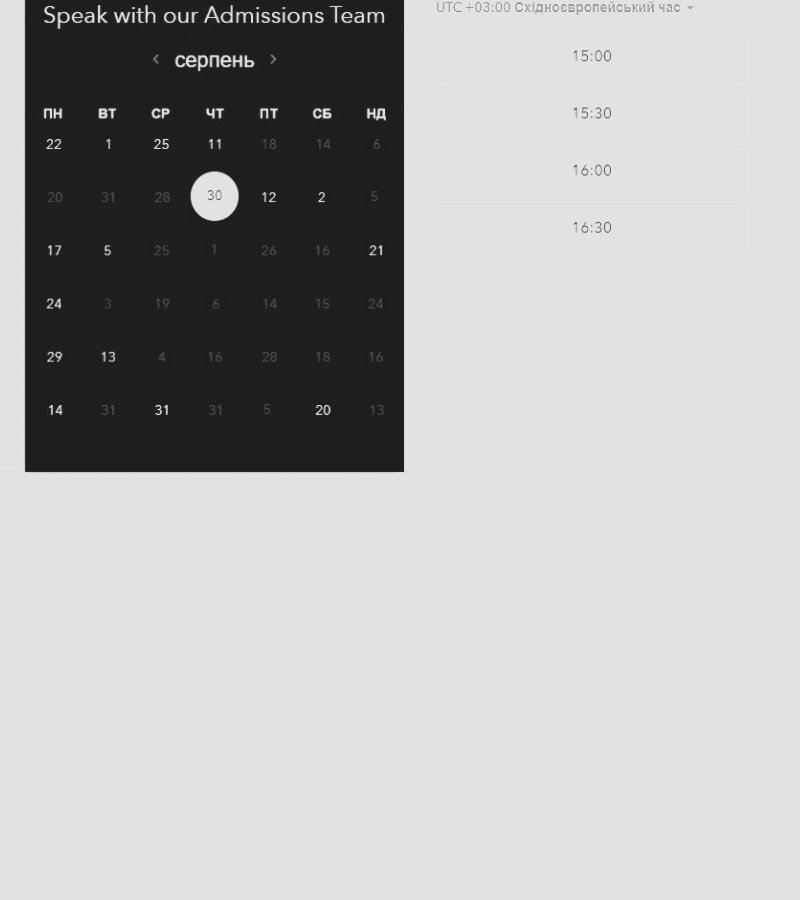 Speak with our Admissions Team
< серпень >
ПН ВТ СР ЧТ ПТ СБ НД
22 1 25 11 18 14 6
20 31 28 30 12 2 5
17 5 25 1 26 16 21
24 3 19 6 14 15 24
29 13 4 16 28 18 16
14 31 31 31 5 20 13
UTC +03:00 Східноєвропейський час
15:00
15:30
16:00
16:30